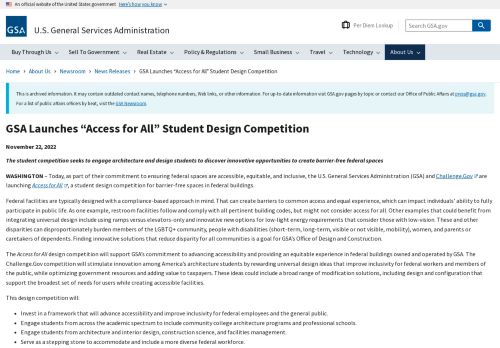 An official website of the United States government Here's how you know
GSA U.S. General Services Administration
Per Diem Lookup Search GSA.gov
Buy Through Us Sell To Government Real Estate Policy & Regulations Small Business Travel Technology About Us
Home › About Us › Newsroom › News Releases › GSA Launches “Access for All” Student Design Competition
This is archived information. It may contain outdated contact names, telephone numbers, Web links, or other information. For up-to-date information visit GSA.gov pages by topic or contact our Office of Public Affairs at press@gsa.gov.
For a list of public affairs officers by beat, visit the GSA Newsroom.
GSA Launches “Access for All” Student Design Competition
November 22, 2022
The student competition seeks to engage architecture and design students to discover innovative opportunities to create barrier-free federal spaces
WASHINGTON – Today, as part of their commitment to ensuring federal spaces are accessible, equitable, and inclusive, the U.S. General Services Administration (GSA) and Challenge.Gov
are launching Access for All, a student design competition for barrier-free spaces in federal buildings.
Federal facilities are typically designed with a compliance-based approach in mind. That can create barriers to common access and equal experience, which can impact individuals’ ability to fully
participate in public life. As one example, restroom facilities follow and comply with all pertinent building codes, but might not consider access for all. Other examples that could benefit from
integrating universal design include using ramps versus elevators-only and innovative new options for low-light energy requirements that consider those with low-vision. These and other
disparities can disproportionately burden members of the LGBTQ+ community, people with disabilities (short-term, long-term, visible or not visible, mobility), women, and parents or
caretakers of dependents. Finding innovative solutions that reduce disparity for all communities is a goal for GSA’s Office of Design and Construction.
The Access for All design competition will support GSA’s commitment to advancing accessibility and providing an equitable experience in federal buildings owned and operated by GSA. The
Challenge.Gov competition will stimulate innovation among America’s architecture students by rewarding universal design ideas that improve inclusivity for federal workers and members of
the public, while optimizing government resources and adding value to taxpayers. These ideas could include a broad range of modification solutions, including design and configuration that
support the broadest set of needs for users while creating accessible facilities.
This design competition will:
• Invest in a framework that will advance accessibility and improve inclusivity for federal employees and the general public.
• Engage students from across the academic spectrum to include community college architecture programs and professional schools.
• Engage students from architecture and interior design, construction science, and facilities management.
• Serve as a stepping stone to accommodate and include a more diverse federal workforce.